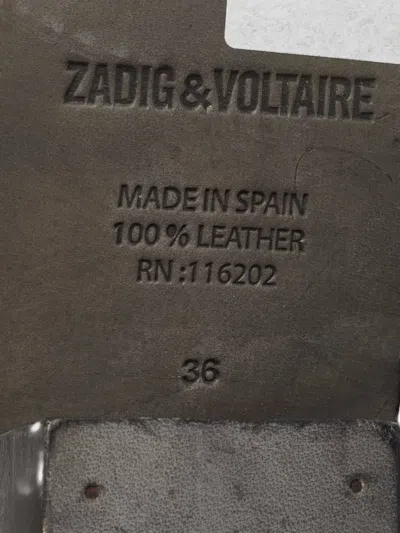 ZADIG & VOLTAIRE
MADE IN SPAIN
100 % LEATHER
RN :116202
36